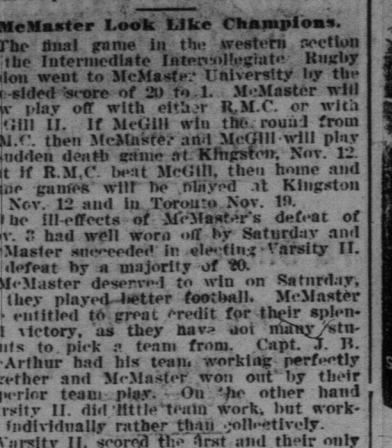 McMaster Look Like Champions.
The final game in the western section
the Intermediate Intercollegiate Rugby
went to McMaster University by the
e-sided score of 20 to 1. McMaster will
w play off with either R.M.C. or with
Gill II. If McGill win the round from
M.C. then McMaster and McGill will play
sudden death game at Kingston, Nov. 12.
t if R.M.C. beat McGill, then home and
games will be played at Kingston
Nov. 12 and in Toronto Nov. 19.
he ill-effects of McMaster's defeat of
v. 3 had well worn off by Saturday and
Master succeeded in electing Varsity II.
defeat by a majority of 20.
McMaster deserved to win on Saturday,
they played better football. McMaster
entitled to great credit for their splen-
victory, as they have not many stu-
nts to pick a team from. Capt. J. B.
Arthur had his team working perfectly
gether and McMaster won out by their
perior team play. On the other hand
rsity II. did little team work, but work-
individually rather than collectively.
Varsity II. scored the first and their only